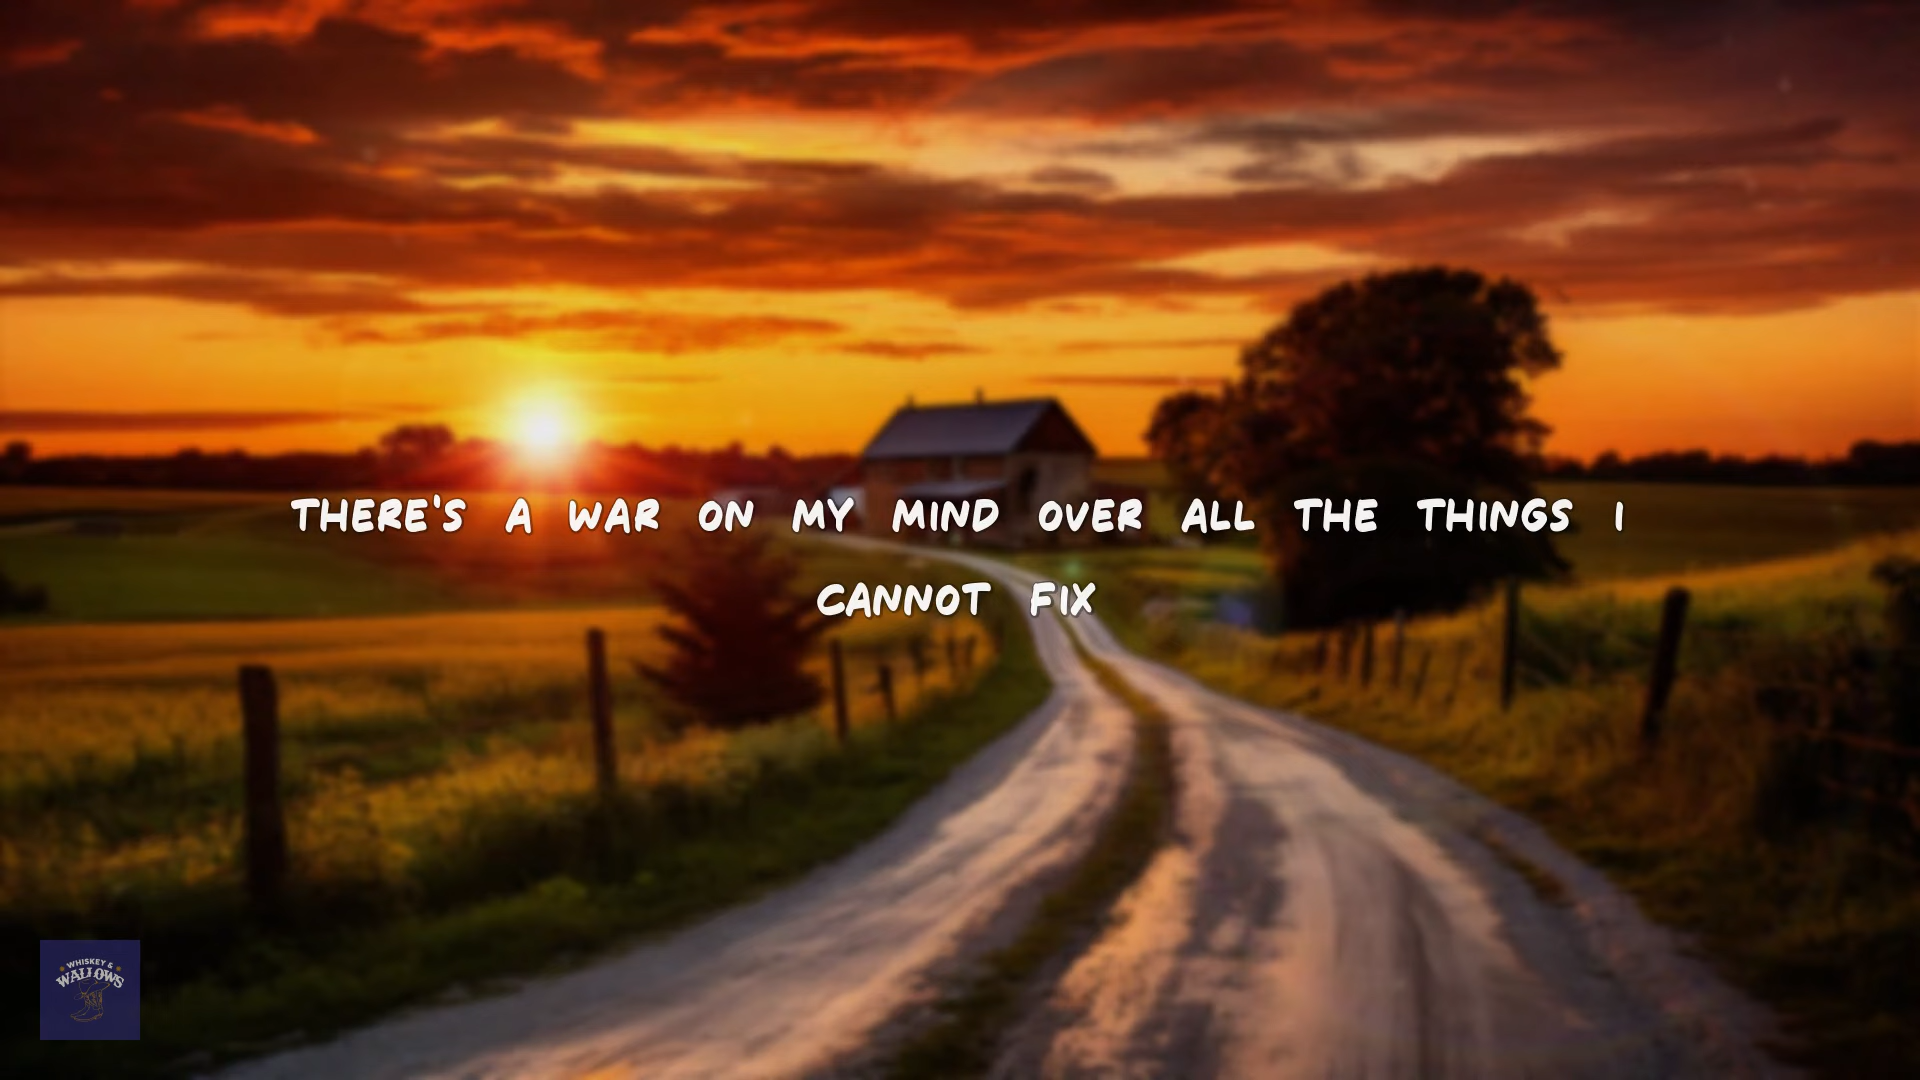 THERE'S A WAR ON MY MIND OVER ALL THE THINGS I
CANNOT FIX
WHISKEY &
WALLOWS